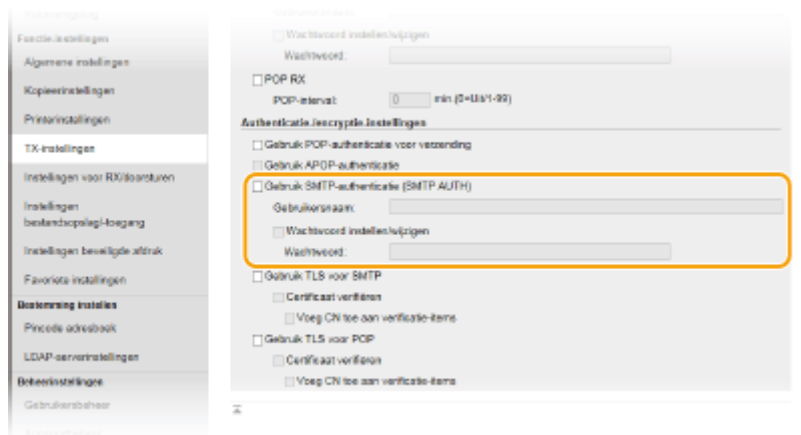 Functie-instellingen
Algemene instellingen
Kopieerinstellingen
Printerinstellingen
TX-instellingen
Instellingen voor RX/doorsturen
Instellingen
bestandsopslag/-toegang
Instellingen beveiligde afdruk
Favoriete instellingen
Bestemming instellen
Pincode adresboek
LDAP-serverinstellingen
Beheerinstellingen
Gebruikersbeheer
Wachtwoord instellen/wijzigen
Wachtwoord:
POP RX
POP-interval: 0 min.(0=Uit/1-99)
Authenticatie-/encryptie-instellingen
Gebruik POP-authenticatie voor verzending
Gebruik APOP-authenticatie
Gebruik SMTP-authenticatie (SMTP AUTH)
Gebruikersnaam:
Wachtwoord instellen/wijzigen
Wachtwoord:
Gebruik TLS voor SMTP
Certificaat verifiëren
Voeg CN toe aan verificatie-items
Gebruik TLS voor POP
Certificaat verifiëren
Voeg CN toe aan verificatie-items